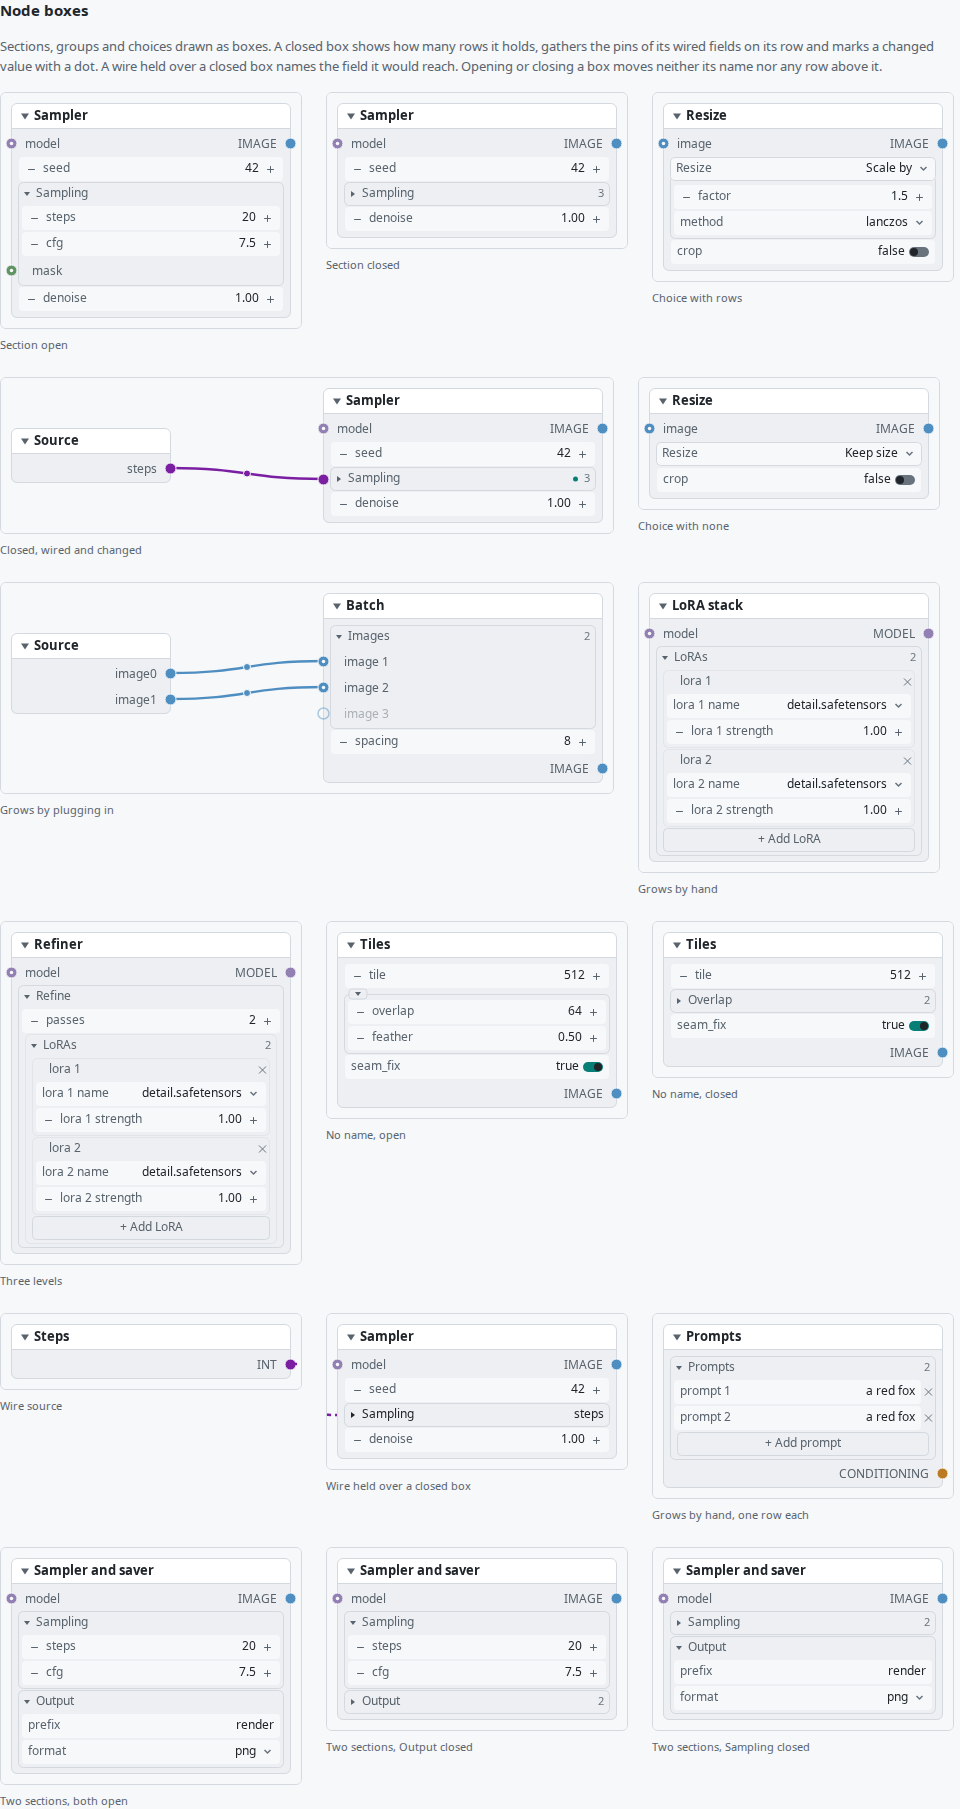 Node boxes
Sections, groups and choices drawn as boxes. A closed box shows how many rows it holds, gathers the pins of its wired fields on its row and marks a changed
value with a dot. A wire held over a closed box names the field it would reach. Opening or closing a box moves neither its name nor any row above it.
Sampler
model IMAGE
– seed 42 +
Sampling
– steps 20 +
– cfg 7.5 +
mask
– denoise 1.00 +
Section open
Sampler
model IMAGE
– seed 42 +
Sampling 3
– denoise 1.00 +
Section closed
Resize
image IMAGE
Resize Scale by
– factor 1.5 +
method lanczos
crop false
Choice with rows
Source
steps
Sampler
model IMAGE
– seed 42 +
Sampling 3
– denoise 1.00 +
Closed, wired and changed
Resize
image IMAGE
Resize Keep size
crop false
Choice with none
Source
image0
image1
Batch
Images 2
image 1
image 2
image 3
– spacing 8 +
IMAGE
Grows by plugging in
LoRA stack
model MODEL
LoRAs 2
lora 1 ×
lora 1 name detail.safetensors
– lora 1 strength 1.00 +
lora 2 ×
lora 2 name detail.safetensors
– lora 2 strength 1.00 +
+ Add LoRA
Grows by hand
Refiner
model MODEL
Refine
– passes 2 +
LoRAs 2
lora 1 ×
lora 1 name detail.safetensors
– lora 1 strength 1.00 +
lora 2 ×
lora 2 name detail.safetensors
– lora 2 strength 1.00 +
+ Add LoRA
Three levels
Tiles
– tile 512 +
– overlap 64 +
– feather 0.50 +
seam_fix true
IMAGE
No name, open
Tiles
– tile 512 +
Overlap 2
seam_fix true
IMAGE
No name, closed
Steps
INT
Wire source
Sampler
model IMAGE
– seed 42 +
Sampling steps
– denoise 1.00 +
Wire held over a closed box
Prompts
Prompts 2
prompt 1 a red fox ×
prompt 2 a red fox ×
+ Add prompt
CONDITIONING
Grows by hand, one row each
Sampler and saver
model IMAGE
Sampling
– steps 20 +
– cfg 7.5 +
Output
prefix render
format png
Two sections, both open
Sampler and saver
model IMAGE
Sampling
– steps 20 +
– cfg 7.5 +
Output 2
Two sections, Output closed
Sampler and saver
model IMAGE
Sampling 2
Output
prefix render
format png
Two sections, Sampling closed